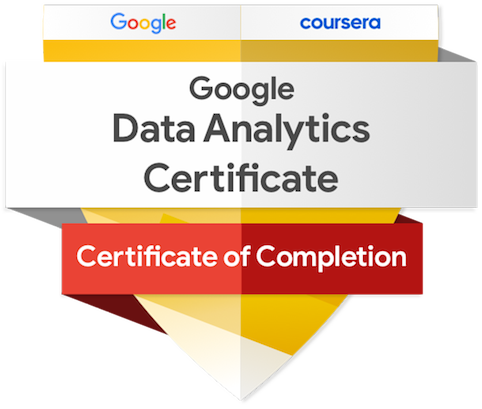 Google coursera
Google
Data Analytics
Certificate
Certificate of Completion